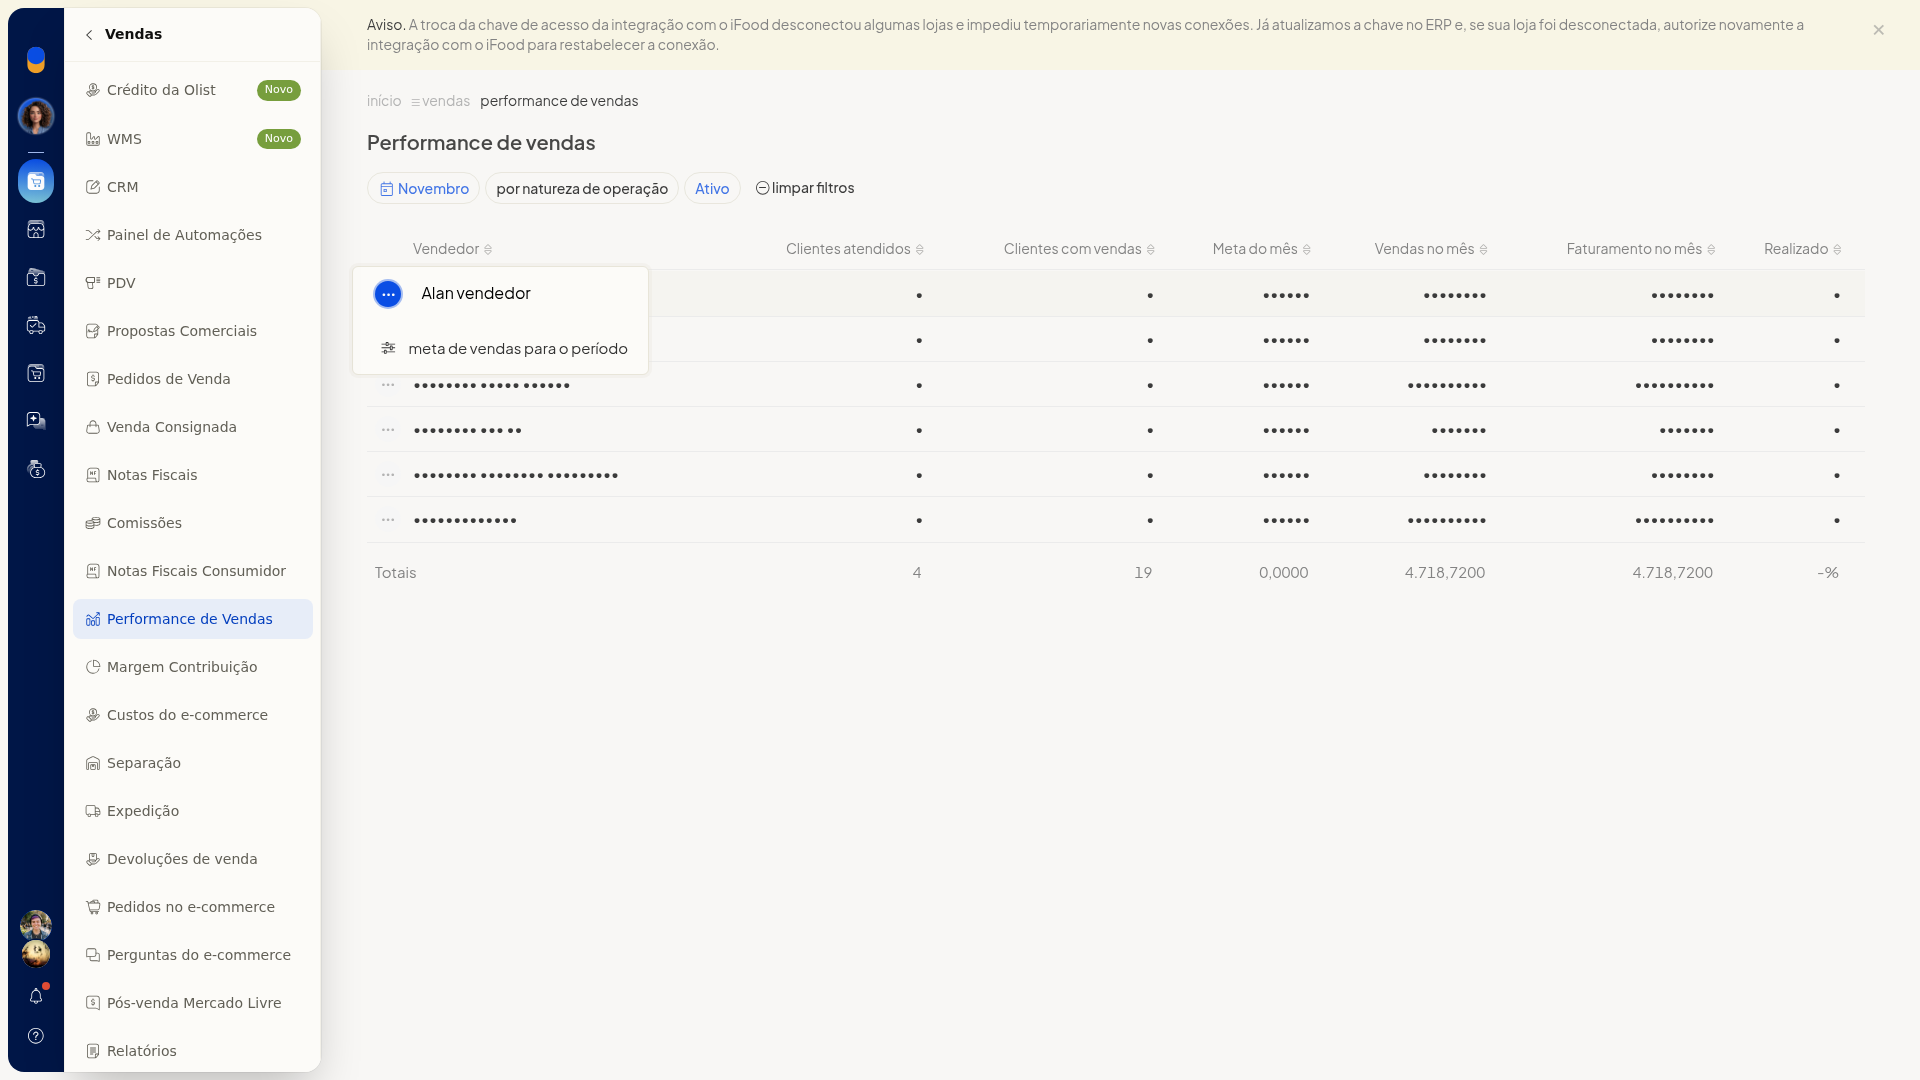 Vendas
Crédito da Olist Novo
WMS Novo
CRM
Painel de Automações
PDV
Propostas Comerciais
Pedidos de Venda
Venda Consignada
Notas Fiscais
Comissões
Notas Fiscais Consumidor
Performance de Vendas
Margem Contribuição
Custos do e-commerce
Separação
Expedição
Devoluções de venda
Pedidos no e-commerce
Perguntas do e-commerce
Pós-venda Mercado Livre
Relatórios
Aviso. A troca da chave de acesso da integração com o iFood desconectou algumas lojas e impediu temporariamente novas conexões. Já atualizamos a chave no ERP e, se sua loja foi desconectada, autorize novamente a
integração com o iFood para restabelecer a conexão.
início vendas performance de vendas
Performance de vendas
Novembro por natureza de operação Ativo limpar filtros
Vendedor Clientes atendidos Clientes com vendas Meta do mês Vendas no mês Faturamento no mês Realizado
Alan vendedor • • •••••• •••••••• •••••••• •
• • •••••• •••••••• •••••••• •
meta de vendas para o período
•••••••• ••••• •••••• • • •••••• •••••••••• •••••••••• •
•••••••• ••• •• • • •••••• ••••••• ••••••• •
•••••••• •••••••• ••••••••• • • •••••• •••••••• •••••••• •
••••••••••••• • • •••••• •••••••••• •••••••••• •
Totais 4 19 0,0000 4.718,7200 4.718,7200 -%